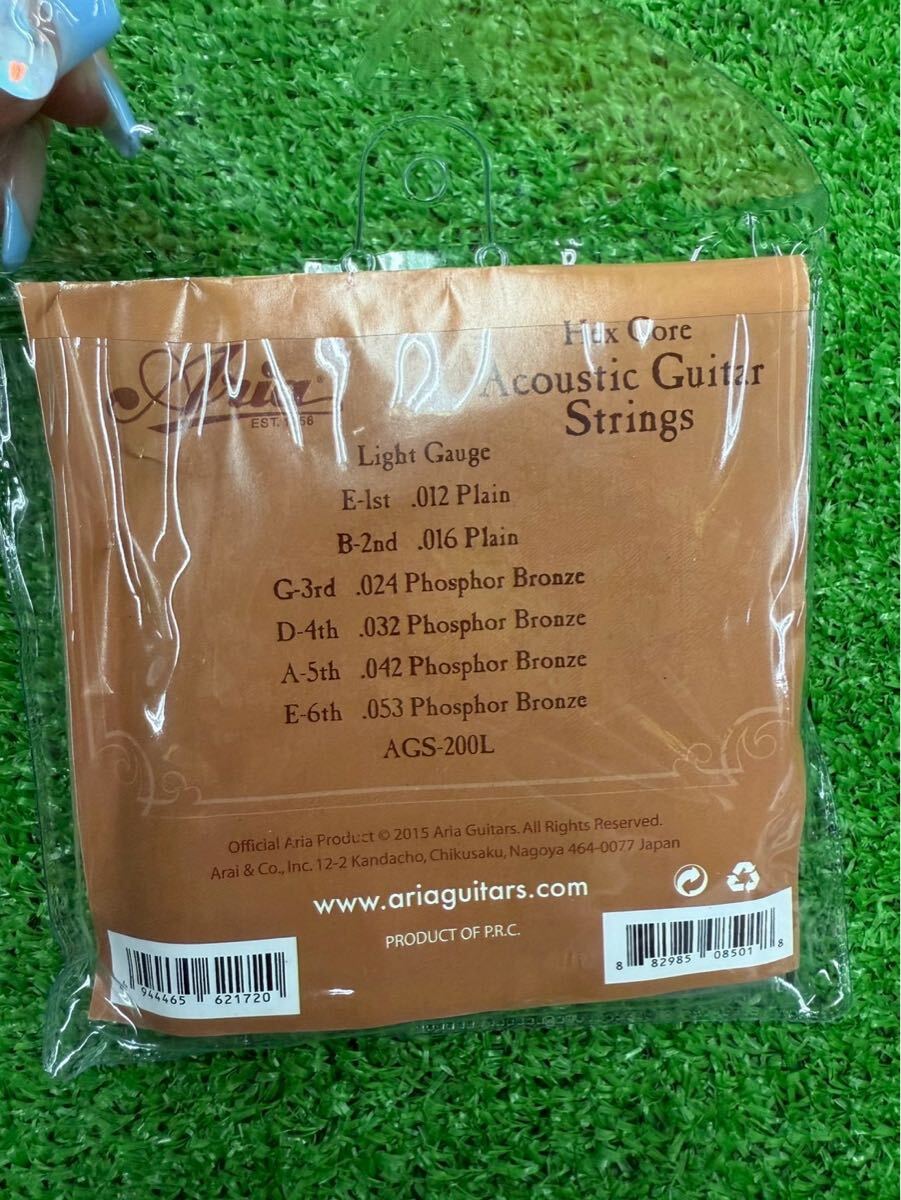 Aria
EST. 1956
Hex Core
Acoustic Guitar
Strings
Light Gauge
E-1st .012 Plain
B-2nd .016 Plain
G-3rd .024 Phosphor Bronze
D-4th .032 Phosphor Bronze
A-5th .042 Phosphor Bronze
E-6th .053 Phosphor Bronze
AGS-200L
Official Aria Product © 2015 Aria Guitars. All Rights Reserved.
Arai & Co., Inc. 12-2 Kandacho, Chikusaku, Nagoya 464-0077 Japan
www.ariaguitars.com
PRODUCT OF P.R.C.
944465 621720
8 82985 08501 8